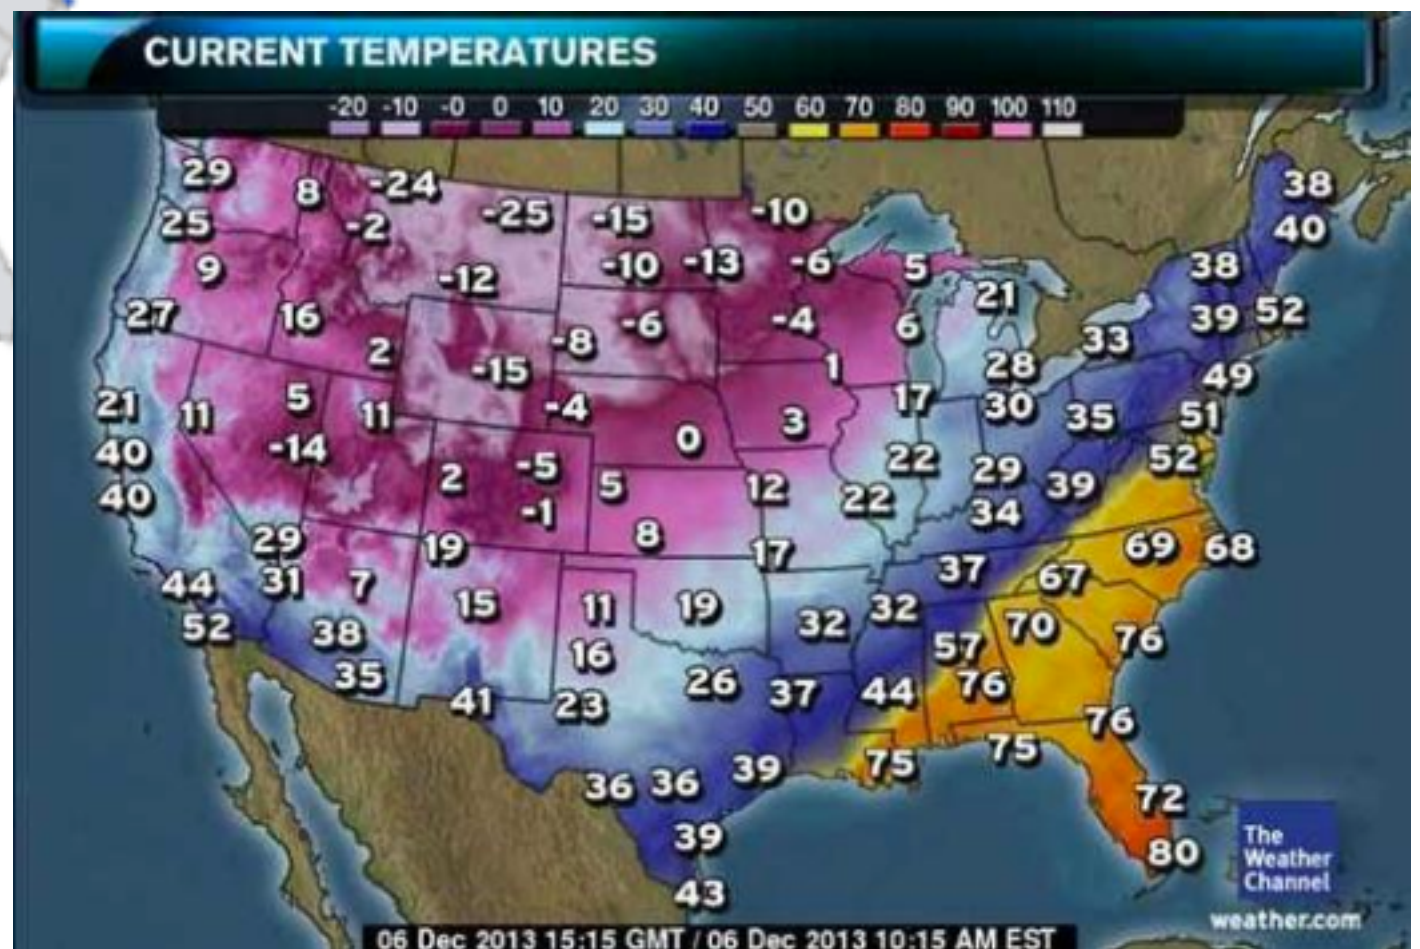 CURRENT TEMPERATURES
-20 -10 -0 0 10 20 30 40 50 60 70 80 90 100 110
29 8 -24 38
25 -2 -25 -15 -10 40
9 -12 -10 -13 -6 5 21 38
27 16 -6 -4 6 39 52
2 -15 -8 1 28 33
21 11 5 11 -4 3 17 30 35 49
40 -14 0 22 51
40 2 -5 5 12 22 29 39 52
-1 8 34
29 19 17 37 69 68
44 31 7 15 11 19 32 67
52 38 16 32 57 70 76
35 41 23 26 37 44 76 76
36 36 39 75 75
39 72
43 80
The
Weather
Channel
weather.com
06 Dec 2013 15:15 GMT / 06 Dec 2013 10:15 AM EST